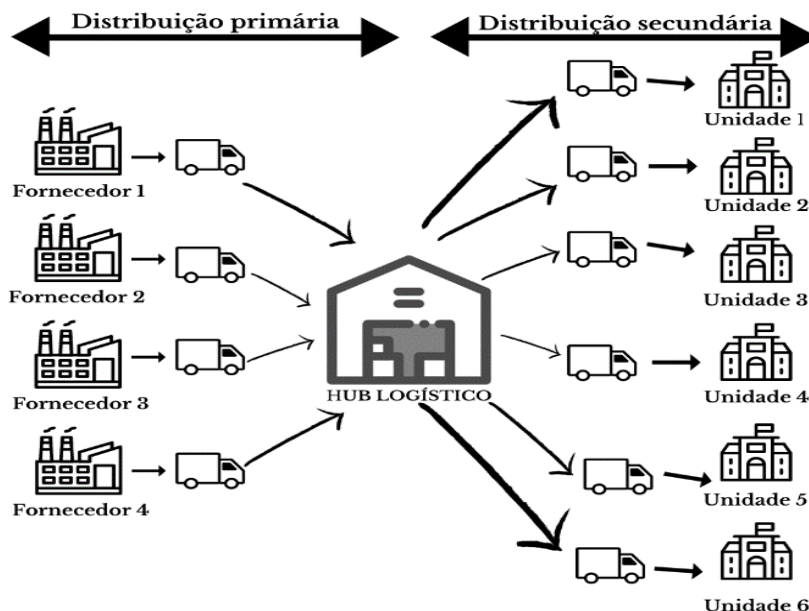 Distribuição primária
Distribuição secundária
Fornecedor 1
Fornecedor 2
Fornecedor 3
Fornecedor 4
HUB LOGÍSTICO
Unidade 1
Unidade 2
Unidade 3
Unidade 4
Unidade 5
Unidade 6